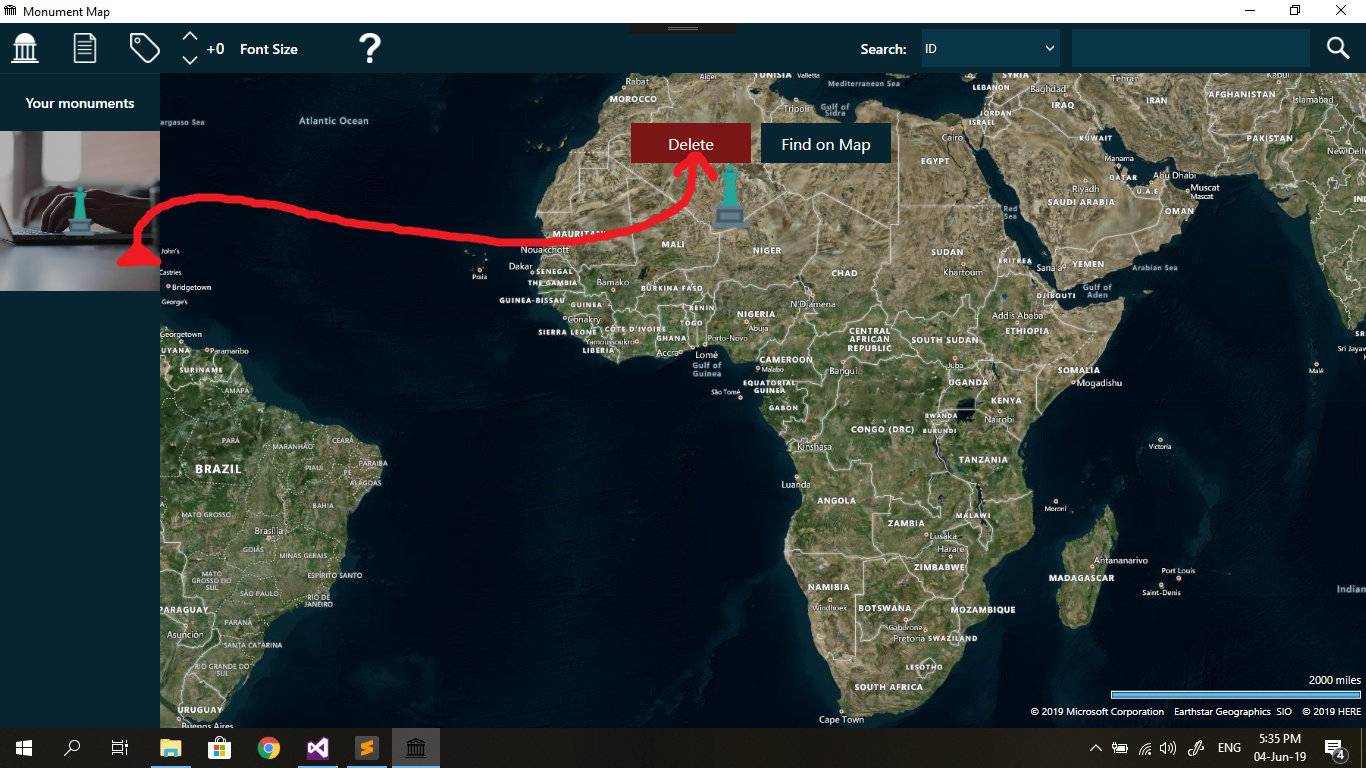 Monument Map
+0 Font Size ? Search: ID
Your monuments
Delete Find on Map
Rabat Alger TUNISIA Valletta Mediterranean Sea SYRIA Tehran Kabul
LEBANON Baghdad AFGHANISTAN
MOROCCO Tripoli Gulf of Sidra IRAQ IRAN Islamabad
JORDAN
ISRAEL
Atlantic Ocean
Cairo KUWAIT PAKISTAN
EGYPT Manama New Delh
QATAR Abu Dhabi
Riyadh U.A.E. Muscat
Muscat
SAUDI ARABIA
Red Sea OMAN
MALI NIGER
Nouakchott SUDAN
John's
Dakar SENEGAL CHAD Khartoum ERITREA Sana'a YEMEN Arabian Sea
Castries Praia THE GAMBIA
Bridgetown Bamako BURKINA FASO DJIBOUTI Gulf of Aden
George's GUINEA-BISSAU GUINEA BENIN N'Djamena
Conakry TOGO NIGERIA Addis Ababa
SIERRA LEONE CÔTE D'IVOIRE GHANA Abuja ETHIOPIA
Georgetown Yamoussoukro Porto-Novo CENTRAL AFRICAN REPUBLIC SOUTH SUDAN
Paramaribo LIBERIA Accra Lomé
Gulf of Guinea CAMEROON
SURINAME Malabo Bangui Juba SOMALIA Malé
AMAPÁ EQUATORIAL GUINEA UGANDA Mogadishu
São Tomé KENYA
GABON RWANDA Nairobi
PARÁ CEARÁ CONGO (DRC) BURUNDI
MARANHÃO Kinshasa Victoria
BRAZIL PIAUÍ PARAIBA TANZANIA
PE
ALAGOAS Luanda
BAHIA ANGOLA Moroni
MATO GROSSO ZAMBIA MALAWI
Brasília Lusaka
GOIÁS MINAS GERAIS Harare Antananarivo
MATO GROSSO DO SUL ESPÍRITO SANTO ZIMBABWE MADAGASCAR Port Louis
SÃO PAULO RIO DE JANEIRO NAMIBIA Saint-Denis Indian
PARAGUAY Windhoek BOTSWANA MOZAMBIQUE
PARANÁ Gaborone
Asuncion SANTA CATARINA Pretoria SWAZILAND
RIO GRANDE DO SUL LESOTHO
SOUTH AFRICA
URUGUAY Cape Town
Buenos Aires
2000 miles
© 2019 Microsoft Corporation Earthstar Geographics SIO © 2019 HERE
ENG 5:35 PM
04-Jun-19 4